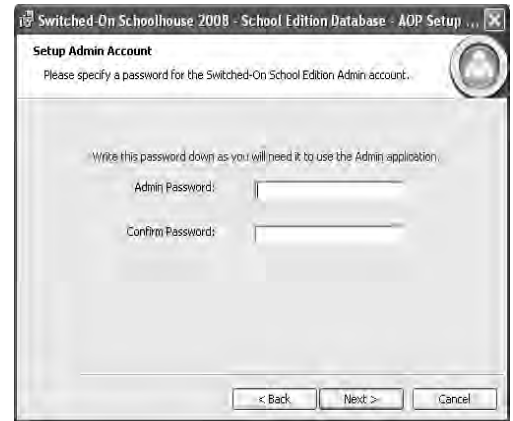 Switched-On Schoolhouse 2008 - School Edition Database - AOP Setup ...
Setup Admin Account
Please specify a password for the Switched-On School Edition Admin account.
Write this password down as you will need it to use the Admin application.
Admin Password:
Confirm Password:
< Back
Next >
Cancel